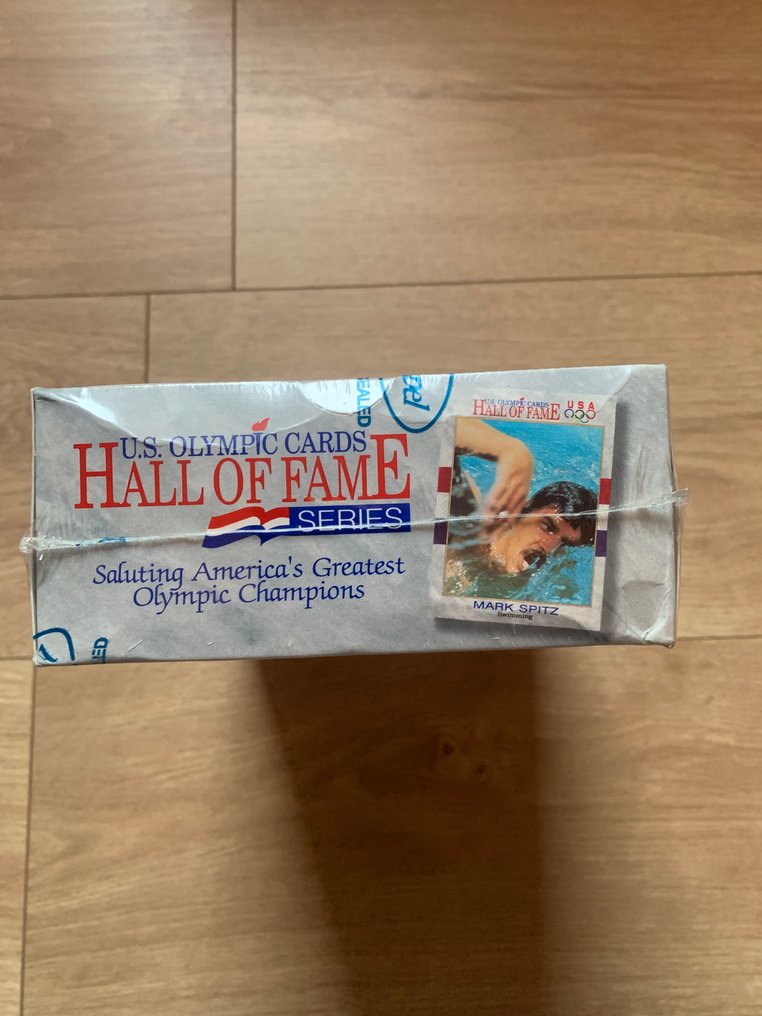 U.S. OLYMPIC CARDS
HALL OF FAME
SERIES
Saluting America's Greatest
Olympic Champions
SEALED
U.S. OLYMPIC CARDS
HALL OF FAME
USA
MARK SPITZ
Swimming